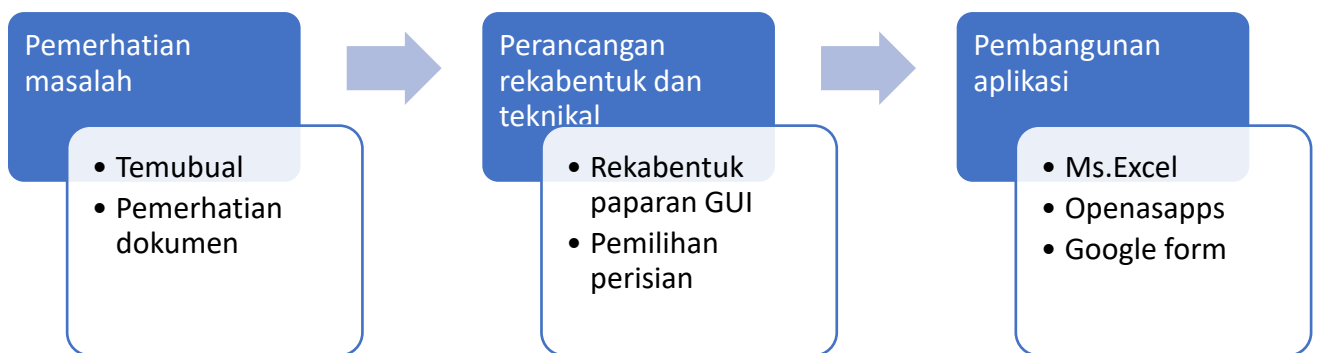 Pemerhatian
masalah
• Temubual
• Pemerhatian
dokumen
Perancangan
rekabentuk dan
teknikal
• Rekabentuk
paparan GUI
• Pemilihan
perisian
Pembangunan
aplikasi
• Ms.Excel
• Openasapps
• Google form